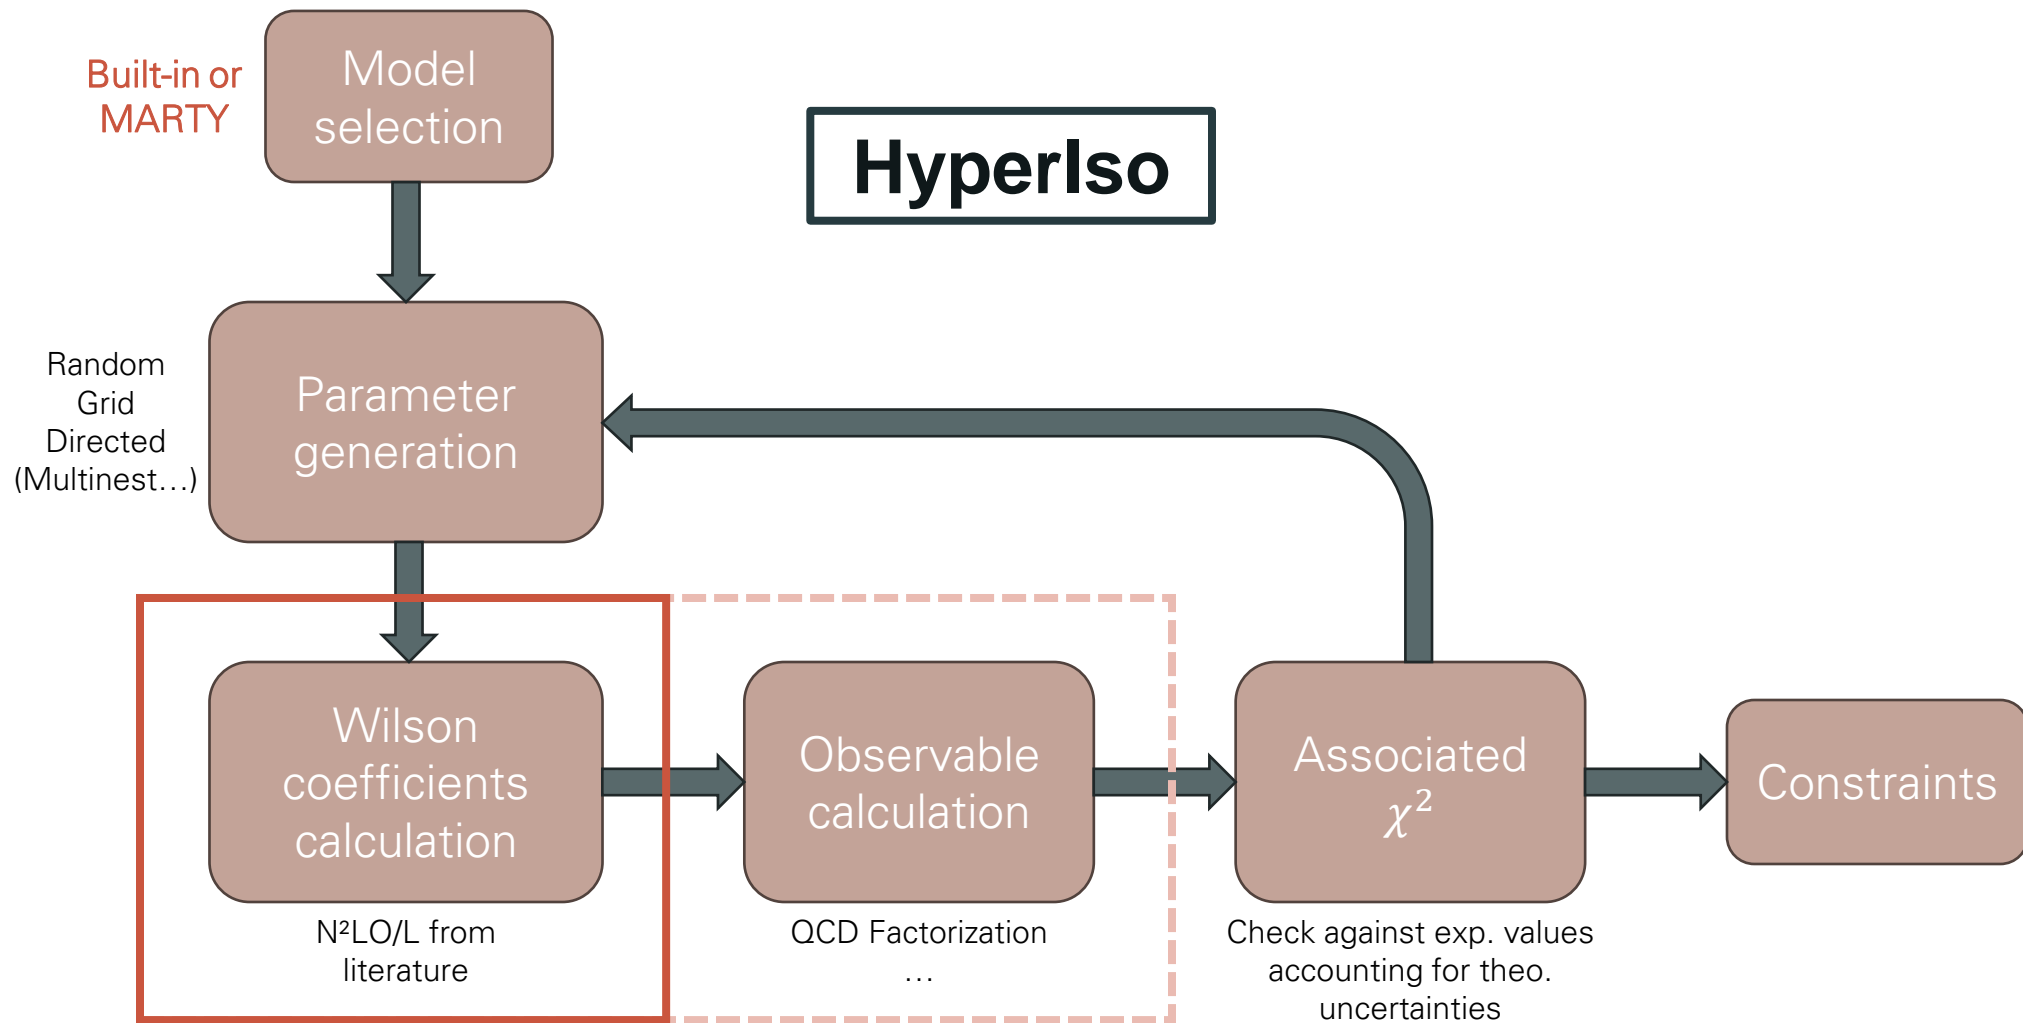 Built-in or
MARTY
Model
selection
HyperIso
Random
Grid
Directed
(Multinest…)
Parameter
generation
Wilson
coefficients
calculation
Observable
calculation
Associated
χ²
Constraints
N²LO/L from
literature
QCD Factorization
…
Check against exp. values
accounting for theo.
uncertainties